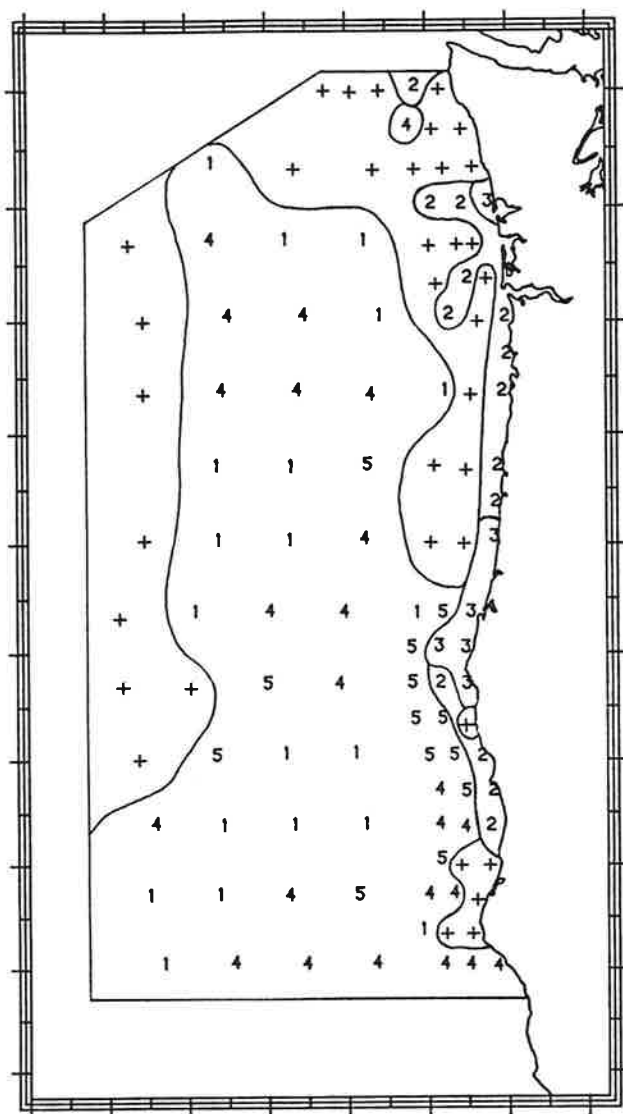 + + + 2 +
4 + +
1 + + + + +
2 2 3
+ 4 1 1 + + +
+ 2 +
+ 4 4 1 2 + 2
2
+ 4 4 4 1 + 2
1 1 5 + + 2
2
+ 1 1 4 + + 3
+ 1 4 4 1 5 3
5 3 3
+ + 5 4 5 2 3
5 5 +
+ 5 1 1 5 5 2
4 5 2
4 1 1 1 4 4 2
5 + +
1 1 4 5 4 4 +
1 + +
1 4 4 4 4 4 4